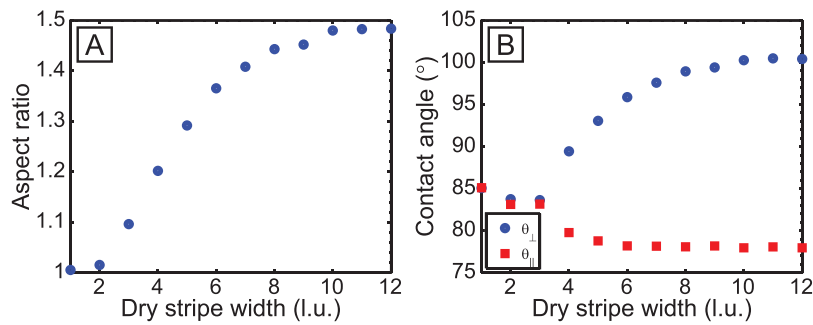 A
Aspect ratio
1.5
1.4
1.3
1.2
1.1
1
2 4 6 8 10 12
Dry stripe width (l.u.)
B
Contact angle (°)
105
100
95
90
85
80
75
θ⊥
θ||
2 4 6 8 10 12
Dry stripe width (l.u.)